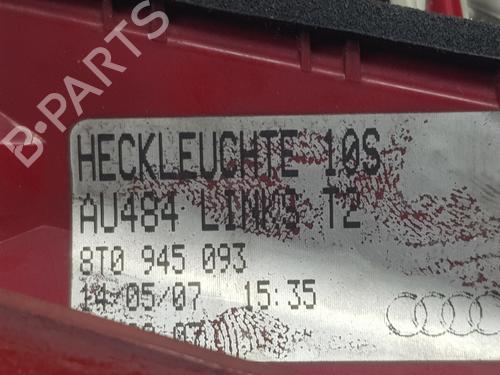 B-PARTS
HECKLEUCHTE 10S
AU484 LINKS T2
8T0 945 093
14/05/07 15:35